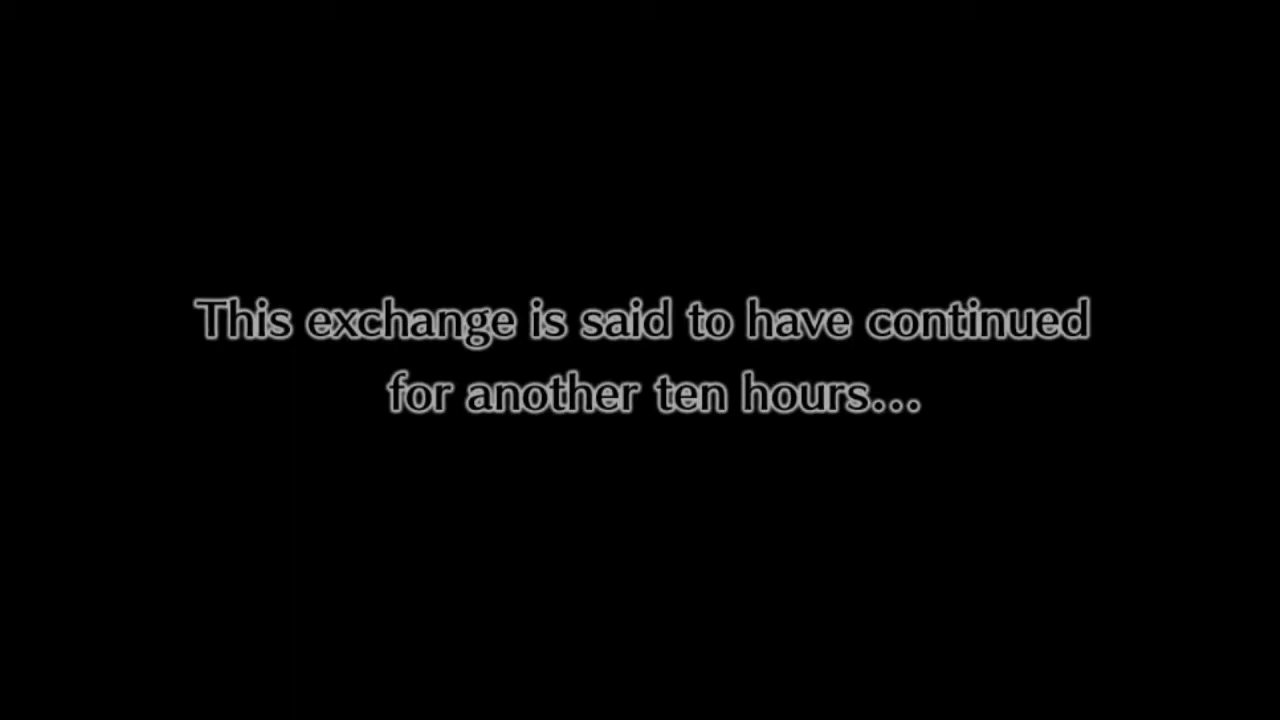 This exchange is said to have continued
for another ten hours...